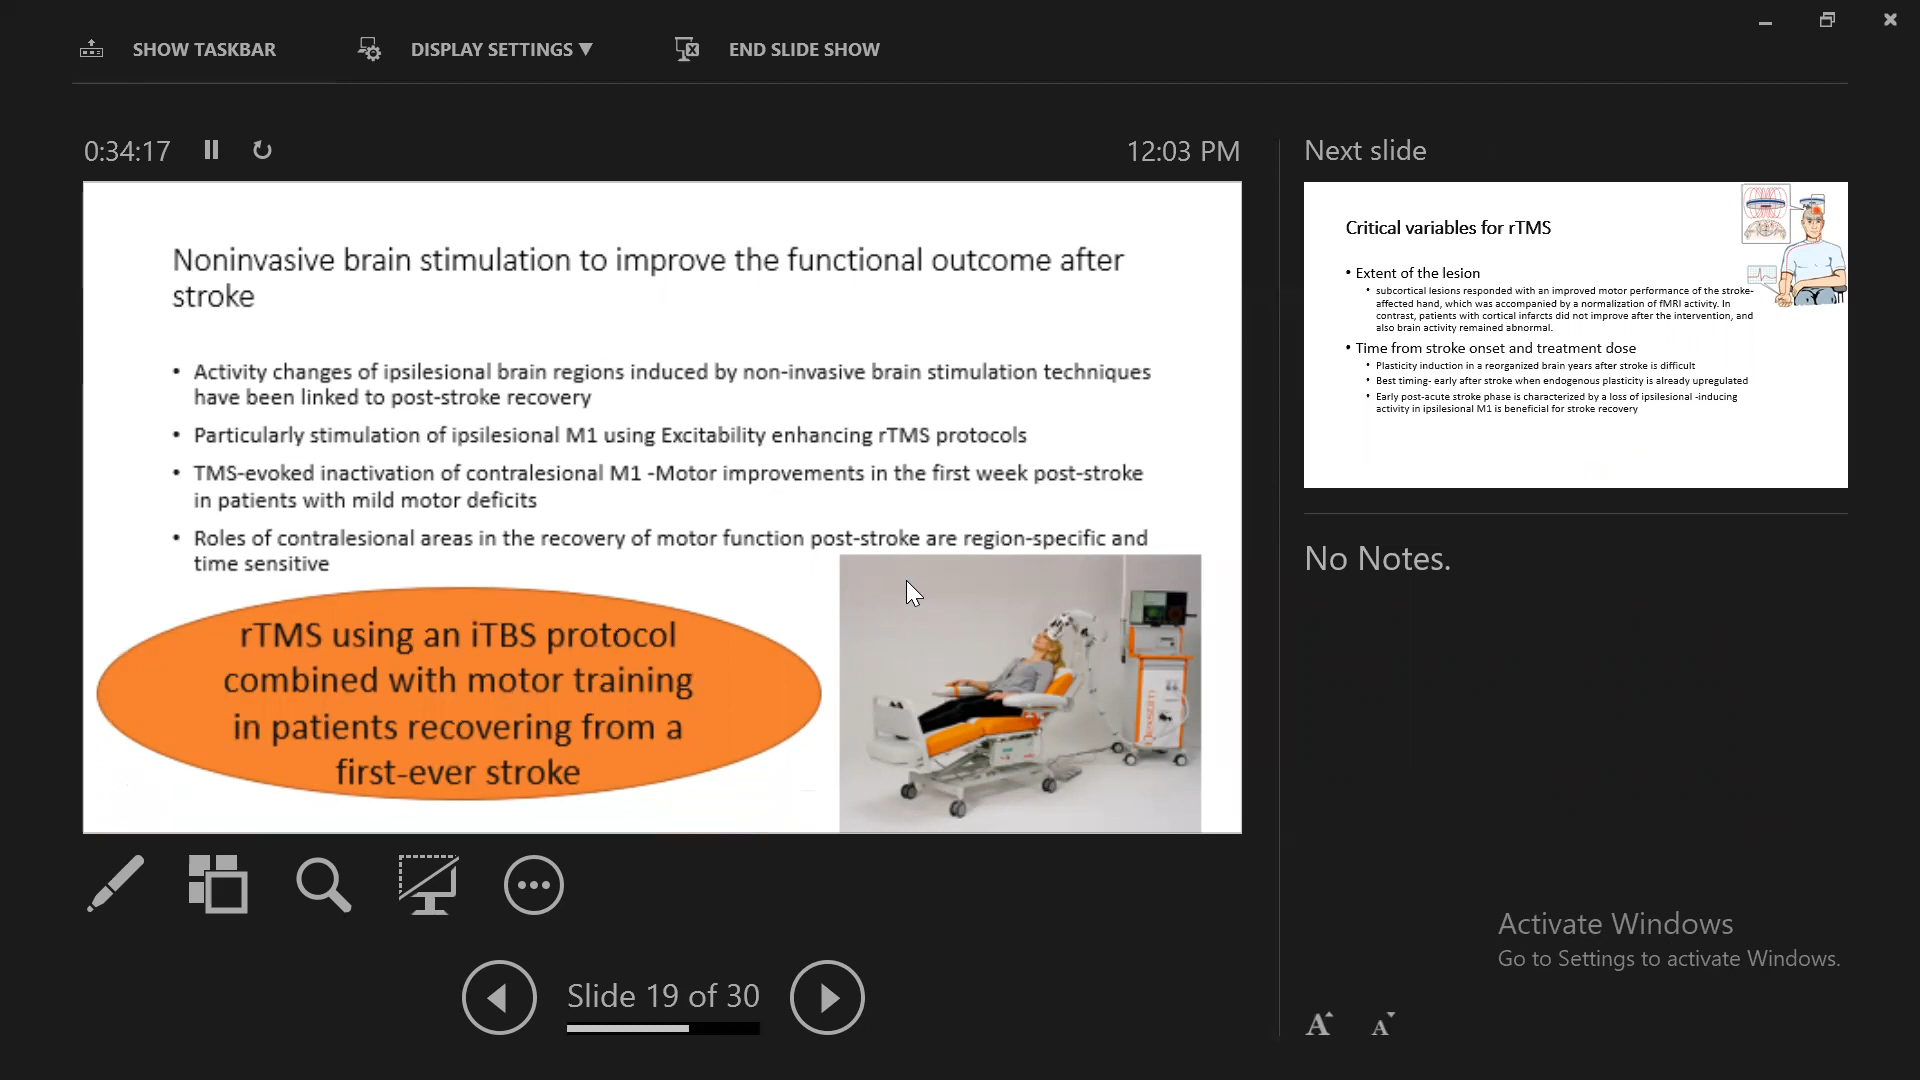 SHOW TASKBAR
DISPLAY SETTINGS ▼
END SLIDE SHOW
0:34:17
12:03 PM
Noninvasive brain stimulation to improve the functional outcome after
stroke
• Activity changes of ipsilesional brain regions induced by non-invasive brain stimulation techniques
have been linked to post-stroke recovery
• Particularly stimulation of ipsilesional M1 using Excitability enhancing rTMS protocols
• TMS-evoked inactivation of contralesional M1 -Motor improvements in the first week post-stroke
in patients with mild motor deficits
• Roles of contralesional areas in the recovery of motor function post-stroke are region-specific and
time sensitive
rTMS using an iTBS protocol
combined with motor training
in patients recovering from a
first-ever stroke
Slide 19 of 30
Next slide
Critical variables for rTMS
• Extent of the lesion
• subcortical lesions responded with an improved motor performance of the stroke-
affected hand, which was accompanied by a normalization of fMRI activity. In
contrast, patients with cortical infarcts did not improve after the intervention, and
also brain activity remained abnormal.
• Time from stroke onset and treatment dose
• Plasticity induction in a reorganized brain years after stroke is difficult
• Best timing- early after stroke when endogenous plasticity is already upregulated
• Early post-acute stroke phase is characterized by a loss of ipsilesional -inducing
activity in ipsilesional M1 is beneficial for stroke recovery
No Notes.
Activate Windows
Go to Settings to activate Windows.
A A